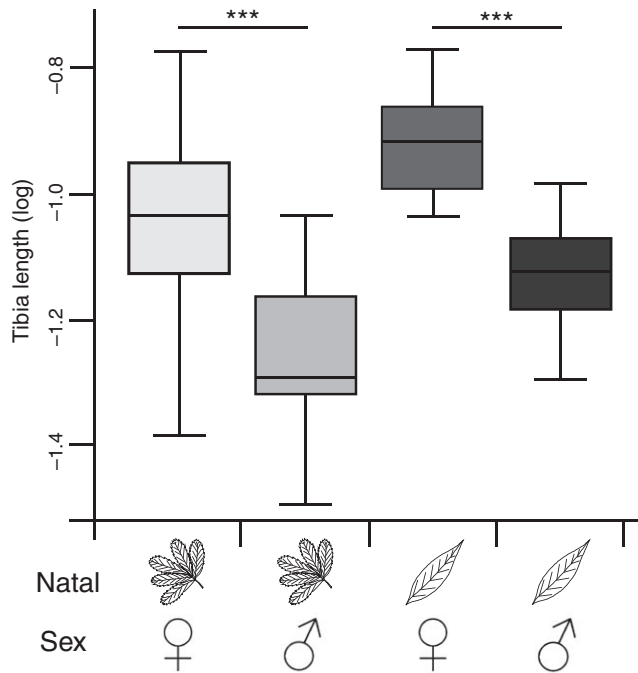 *** ***
−0.8
−1.0
−1.2
−1.4
Tibia length (log)
Natal
Sex ♀ ♂ ♀ ♂